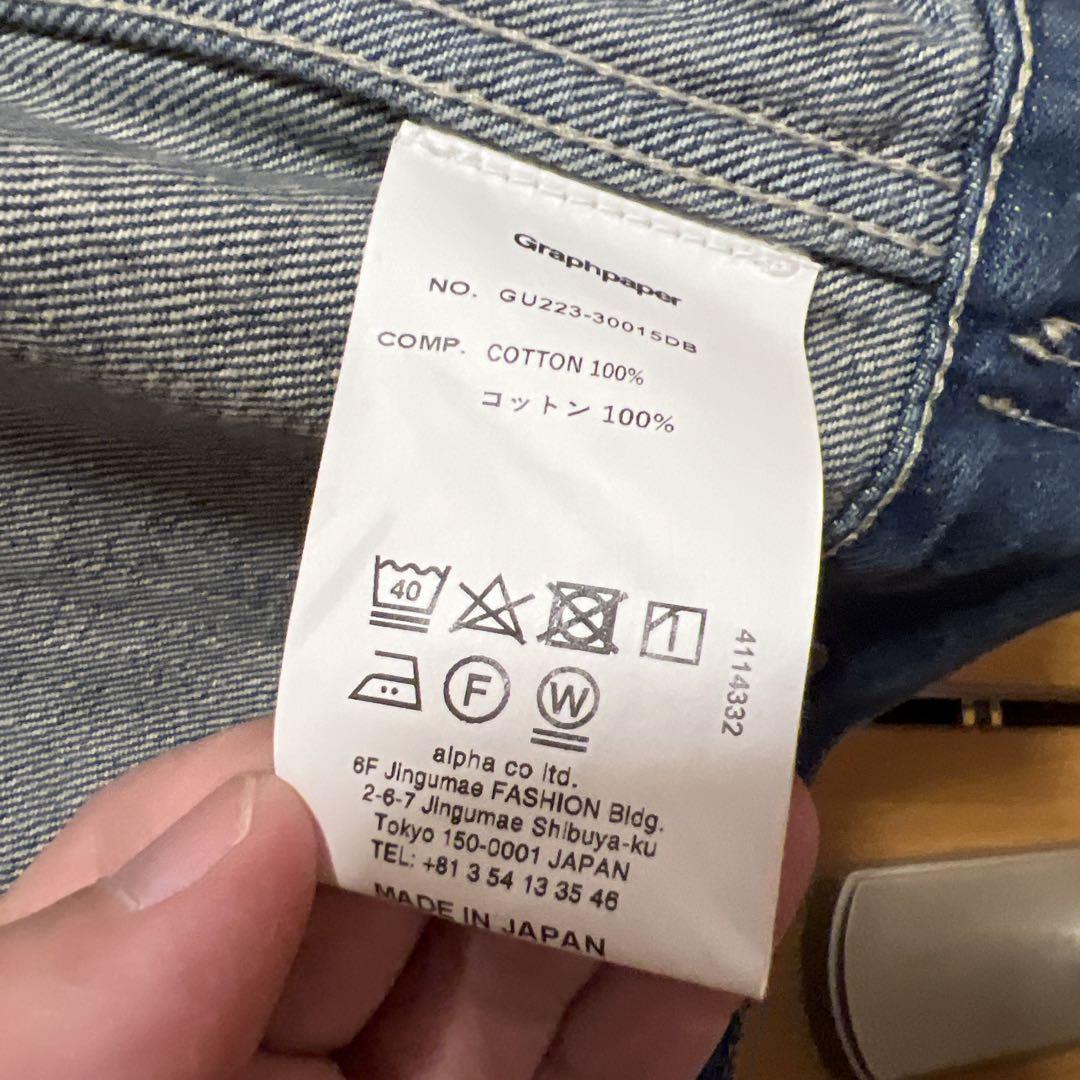 Graphpaper
NO. GU223-30015DB
COMP. COTTON 100%
コットン 100%
40
F
W
4114332
alpha co ltd.
6F Jingumae FASHION Bldg.
2-6-7 Jingumae Shibuya-ku
Tokyo 150-0001 JAPAN
TEL: +81 3 54 13 35 46
MADE IN JAPAN